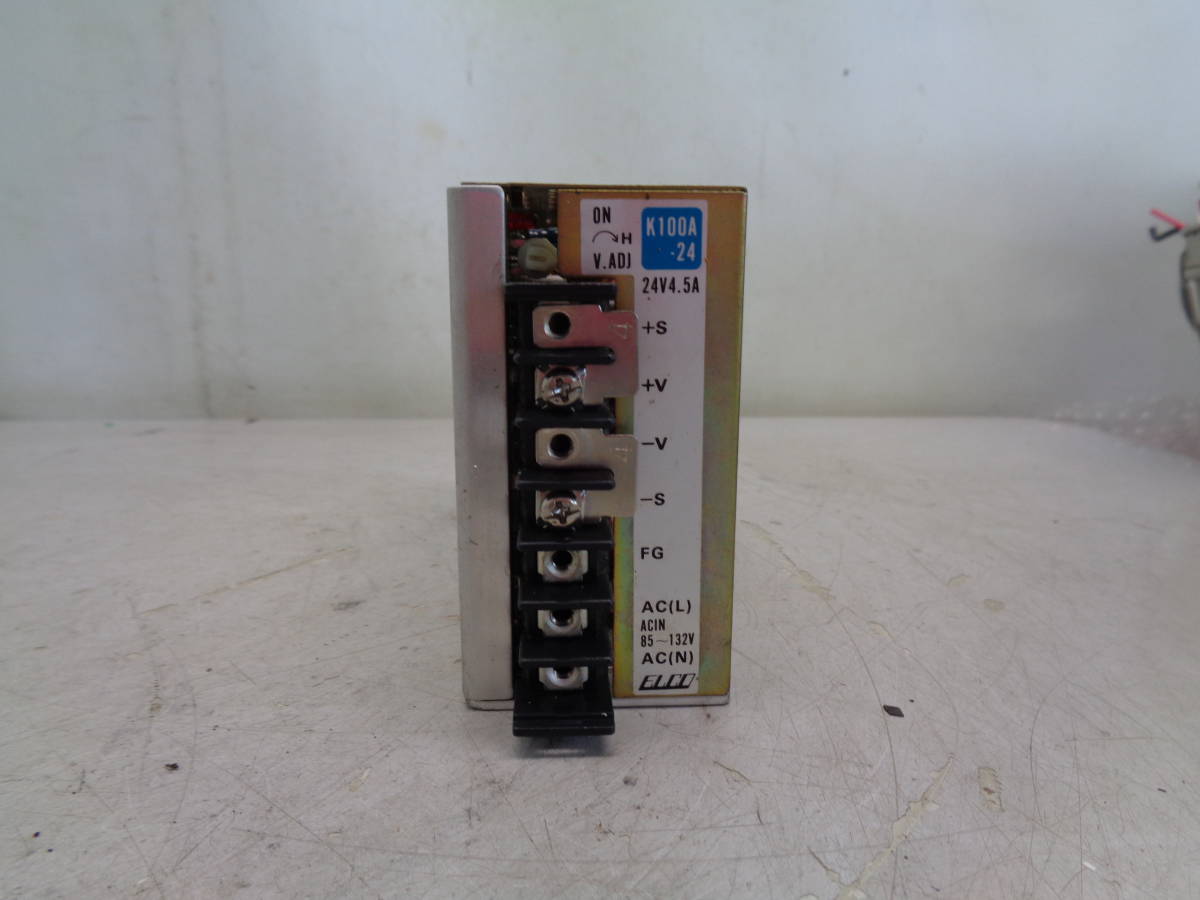 ON
H
V.ADJ
K100A
-24
24V4.5A
+S
+V
−V
−S
FG
AC(L)
ACIN
85~132V
AC(N)
ELCO